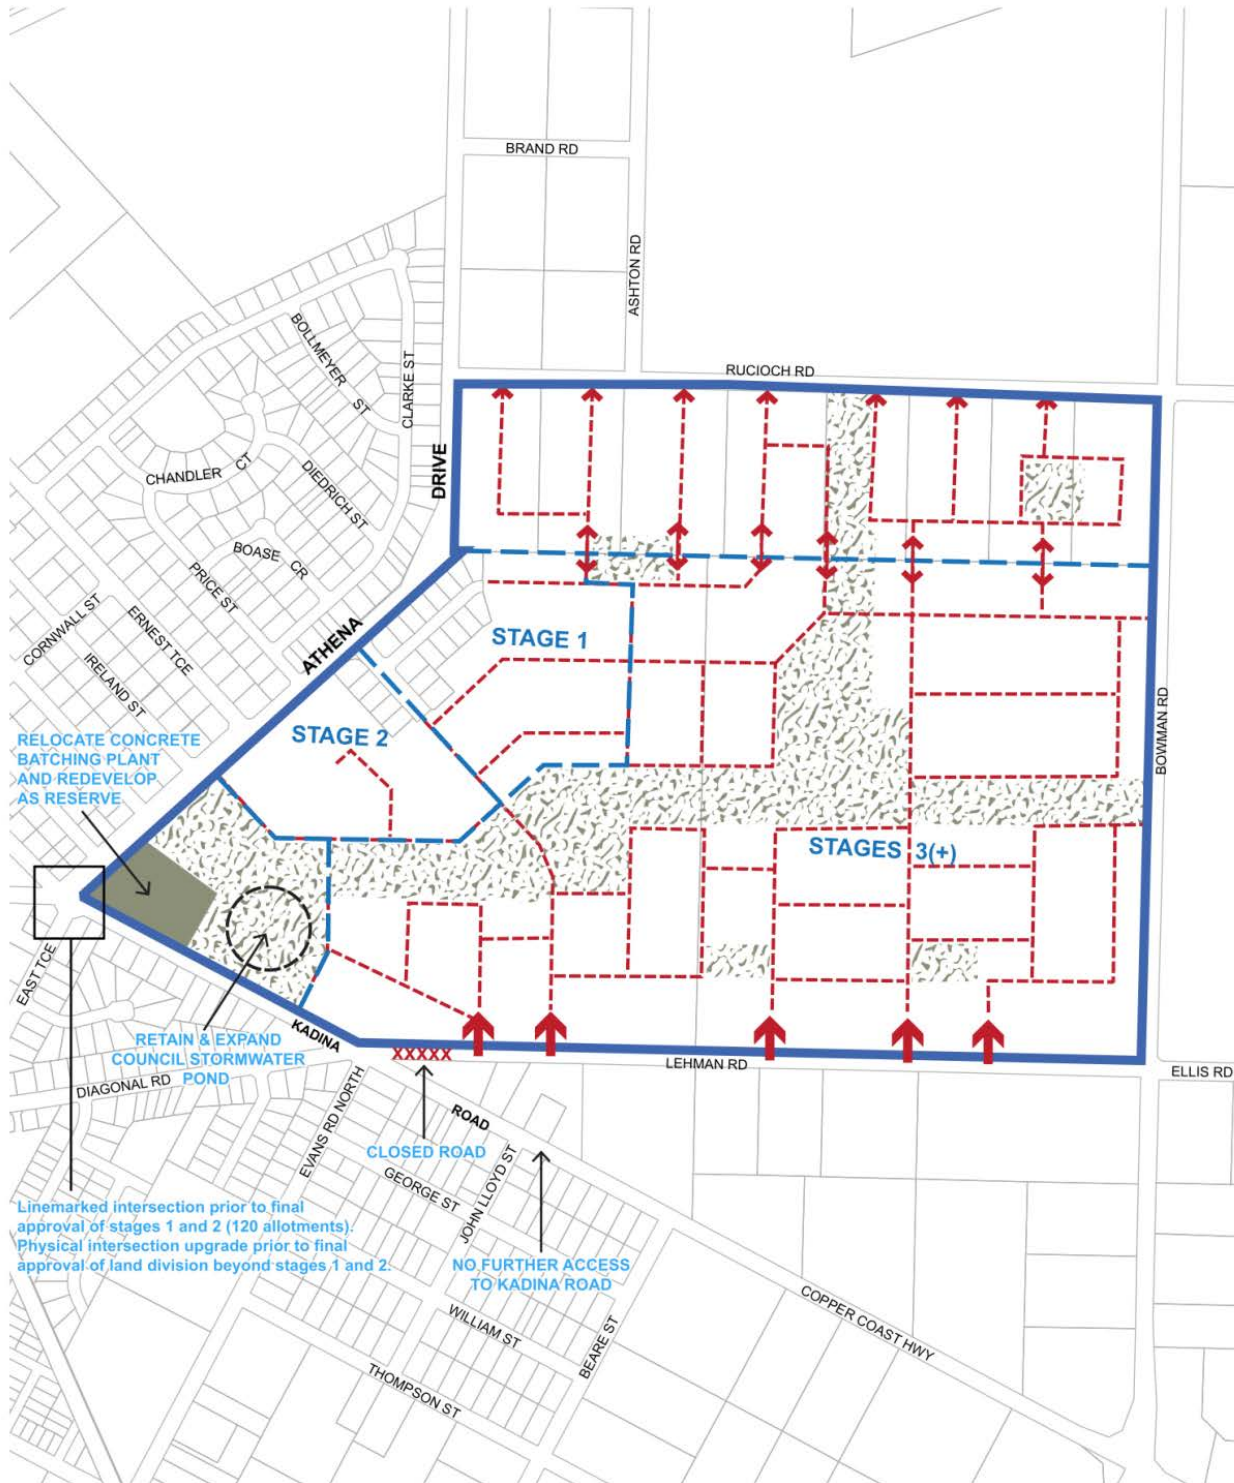 BRAND RD
ASHTON RD
RUCIOCH RD
BOLLMEYER
ST
CLARKE ST
DRIVE
CHANDLER CT
DIEDRICH ST
BOASE CR
PRICE ST
CORNWALL ST
ERNEST TCE
IRELAND ST
ATHENA
STAGE 1
STAGE 2
BOWMAN RD
RELOCATE CONCRETE
BATCHING PLANT
AND REDEVELOP
AS RESERVE
STAGES 3(+)
EAST TCE
KADINA
RETAIN & EXPAND
COUNCIL STORMWATER
POND
XXXXX
LEHMAN RD
ELLIS RD
DIAGONAL RD
EVANS RD NORTH
ROAD
CLOSED ROAD
GEORGE ST
JOHN LLOYD ST
Linemarked intersection prior to final
approval of stages 1 and 2 (120 allotments).
Physical intersection upgrade prior to final
approval of land division beyond stages 1 and 2.
NO FURTHER ACCESS
TO KADINA ROAD
COPPER COAST HWY
WILLIAM ST
BEARE ST
THOMPSON ST